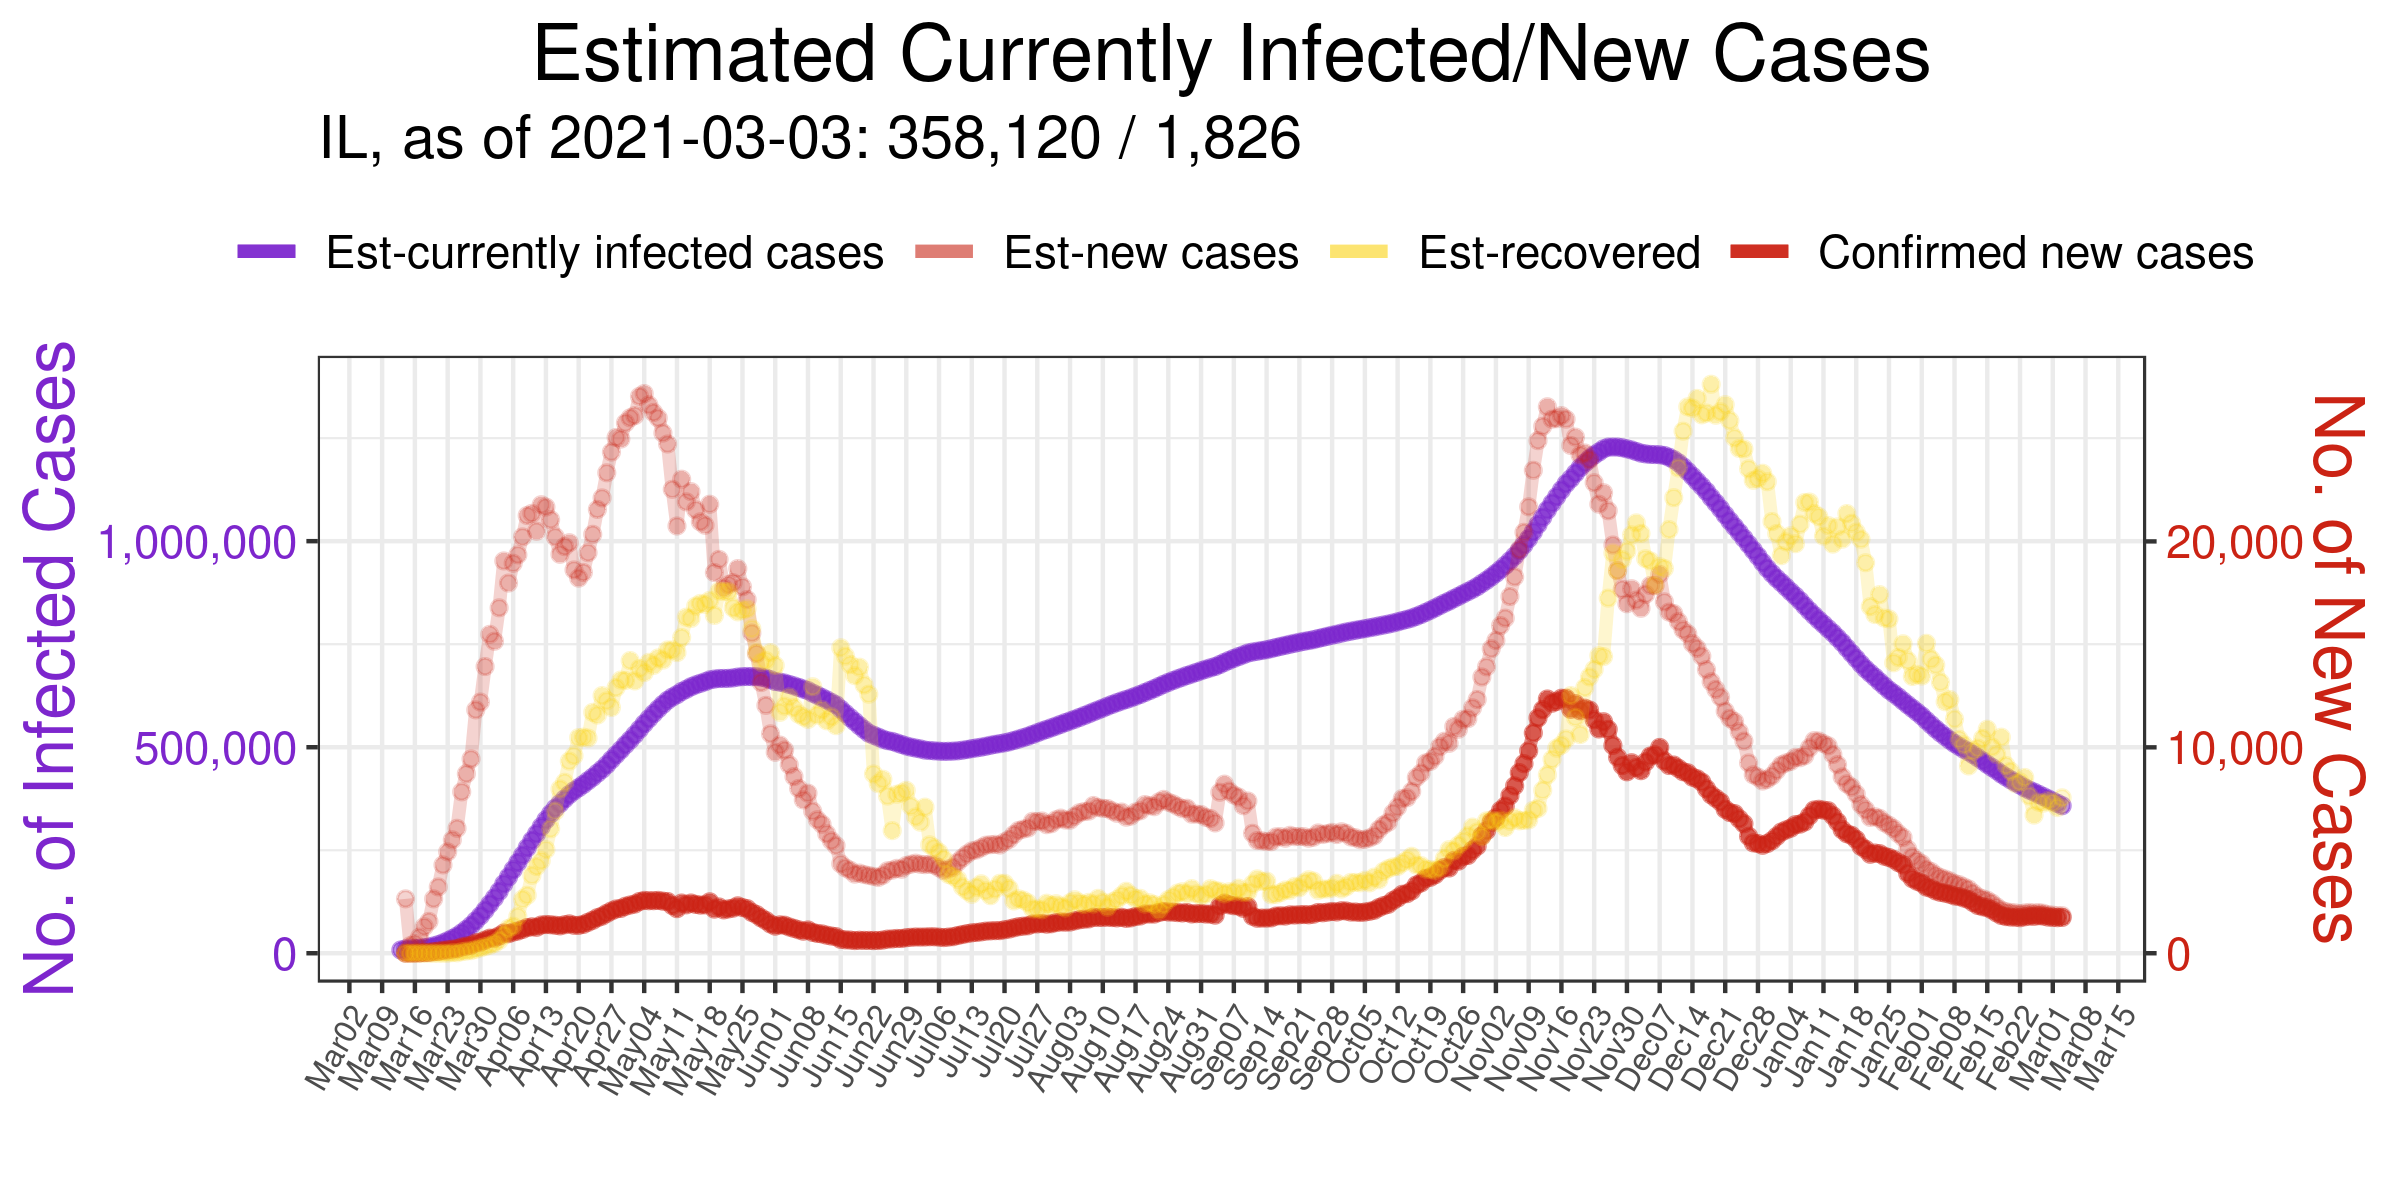 Estimated Currently Infected/New Cases
IL, as of 2021-03-03: 358,120 / 1,826
Est-currently infected cases Est-new cases Est-recovered Confirmed new cases
No. of Infected Cases
1,000,000
500,000
0
20,000
10,000
0
No. of New Cases
Mar02 Mar09 Mar16 Mar23 Mar30 Apr06 Apr13 Apr20 Apr27 May04 May11 May18 May25 Jun01 Jun08 Jun15 Jun22 Jun29 Jul06 Jul13 Jul20 Jul27 Aug03 Aug10 Aug17 Aug24 Aug31 Sep07 Sep14 Sep21 Sep28 Oct05 Oct12 Oct19 Oct26 Nov02 Nov09 Nov16 Nov23 Nov30 Dec07 Dec14 Dec21 Dec28 Jan04 Jan11 Jan18 Jan25 Feb01 Feb08 Feb15 Feb22 Mar01 Mar08 Mar15